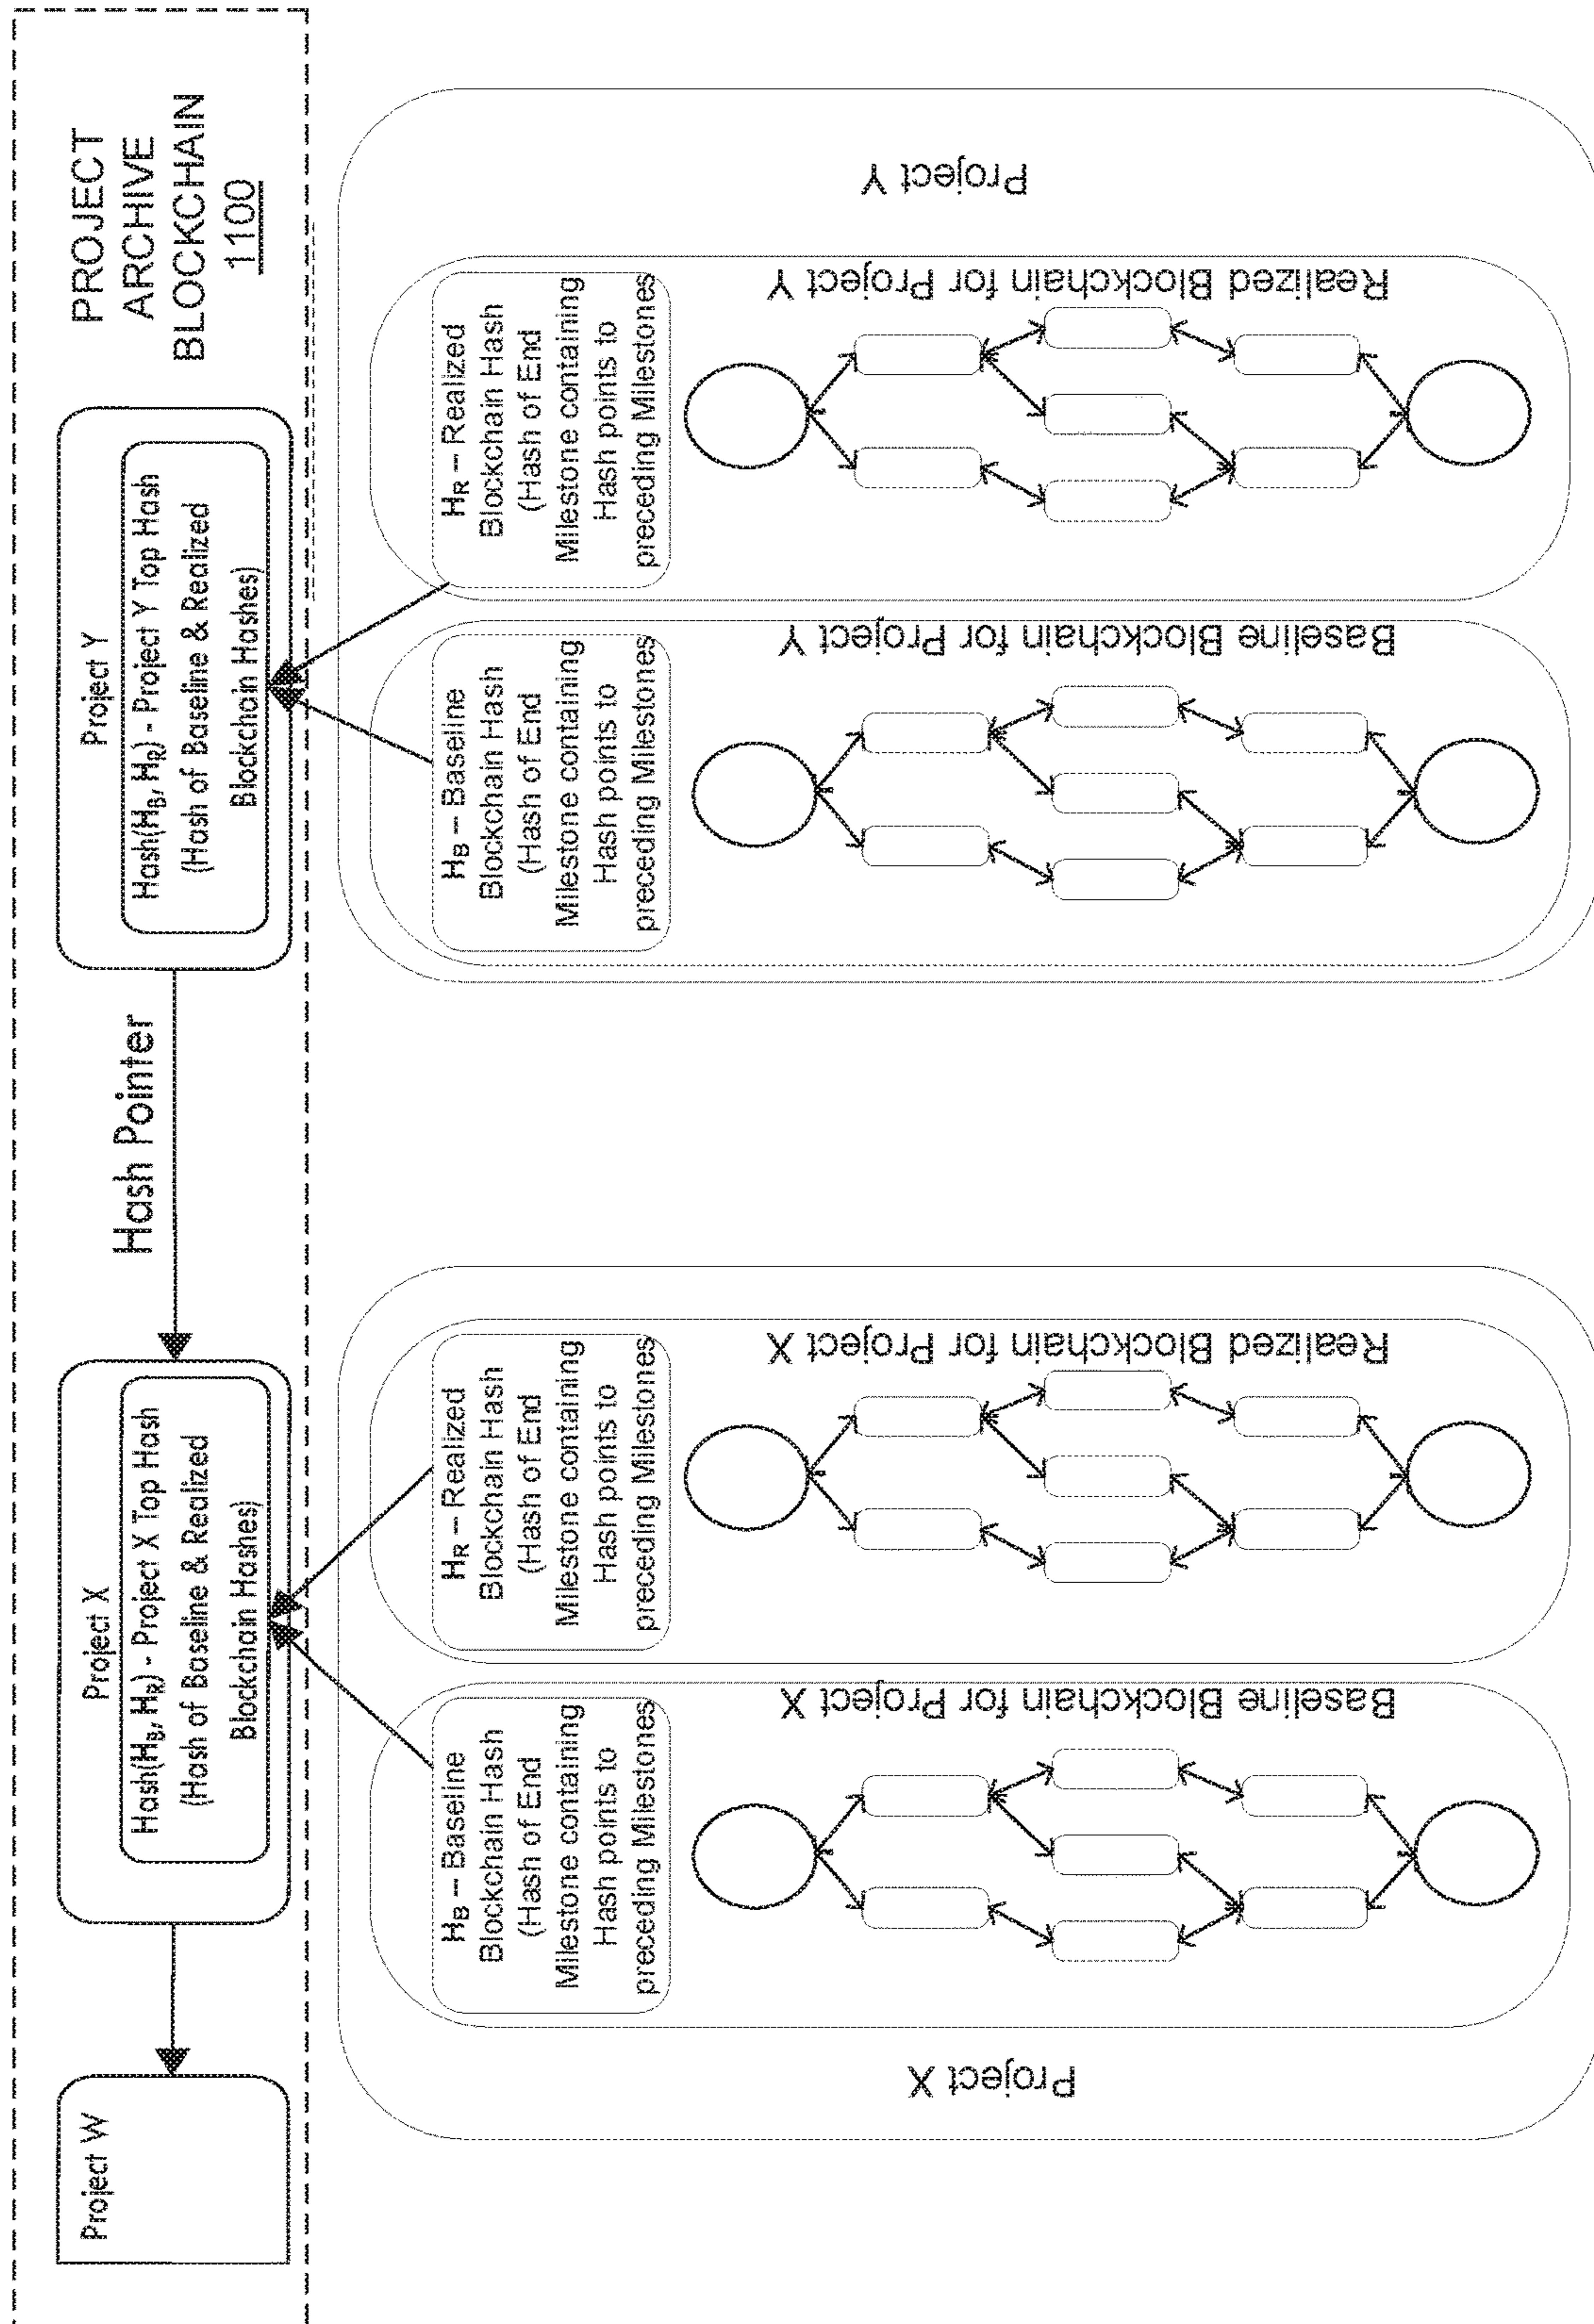 PROJECT
ARCHIVE
BLOCKCHAIN
1100
Project W
Project X
Hash(HB, HR) - Project X Top Hash
(Hash of Baseline & Realized
Blockchain Hashes)
Hash Pointer
Project Y
Hash(HB, HR) - Project Y Top Hash
(Hash of Baseline & Realized
Blockchain Hashes)
Project X
HB – Baseline
Blockchain Hash
(Hash of End
Milestone containing
Hash points to
preceding Milestones
Baseline Blockchain for Project X
HR – Realized
Blockchain Hash
(Hash of End
Milestone containing
Hash points to
preceding Milestones
Realized Blockchain for Project X
HB – Baseline
Blockchain Hash
(Hash of End
Milestone containing
Hash points to
preceding Milestones
Baseline Blockchain for Project Y
HR – Realized
Blockchain Hash
(Hash of End
Milestone containing
Hash points to
preceding Milestones
Realized Blockchain for Project Y
Project Y